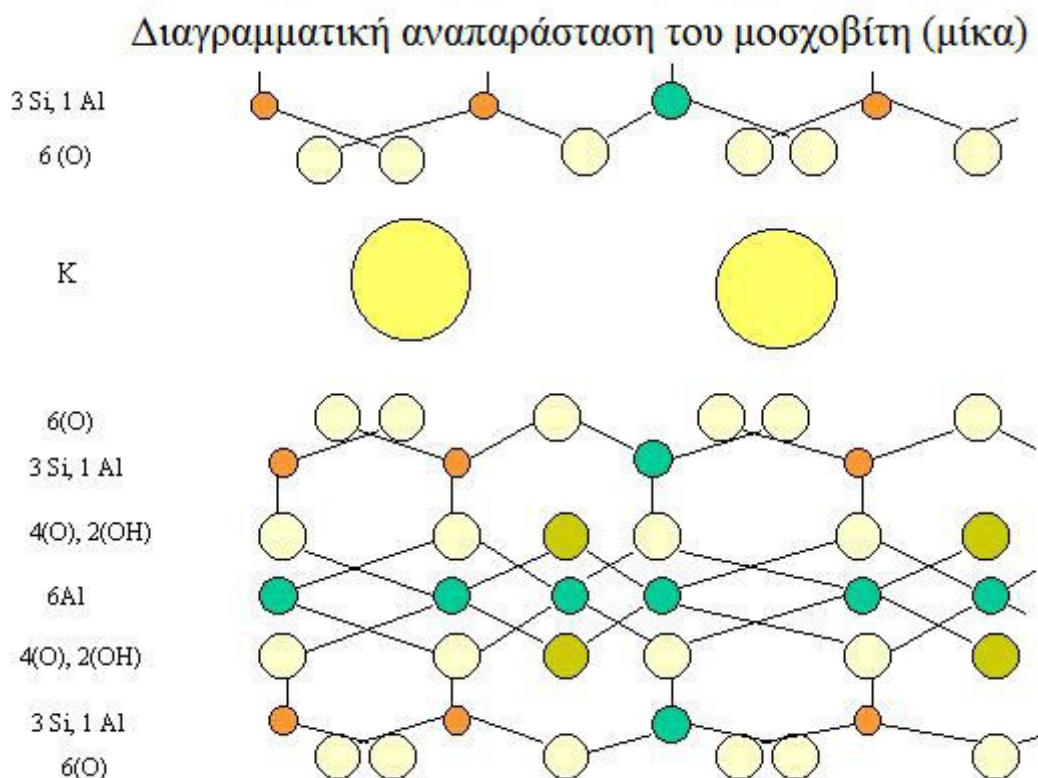 Διαγραμματική αναπαράσταση του μοσχοβίτη (μίκα)
3 Si, 1 Al
6 (O)
K
6(O)
3 Si, 1 Al
4(O), 2(OH)
6Al
4(O), 2(OH)
3 Si, 1 Al
6(O)